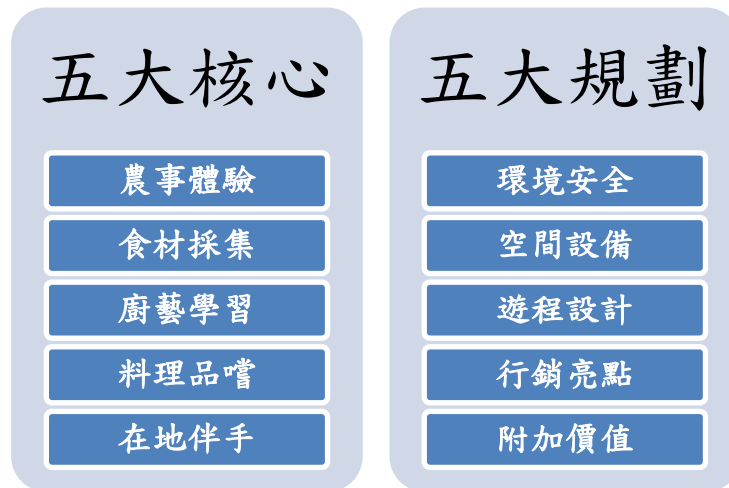 五大核心
農事體驗
食材採集
廚藝學習
料理品嚐
在地伴手
五大規劃
環境安全
空間設備
遊程設計
行銷亮點
附加價值